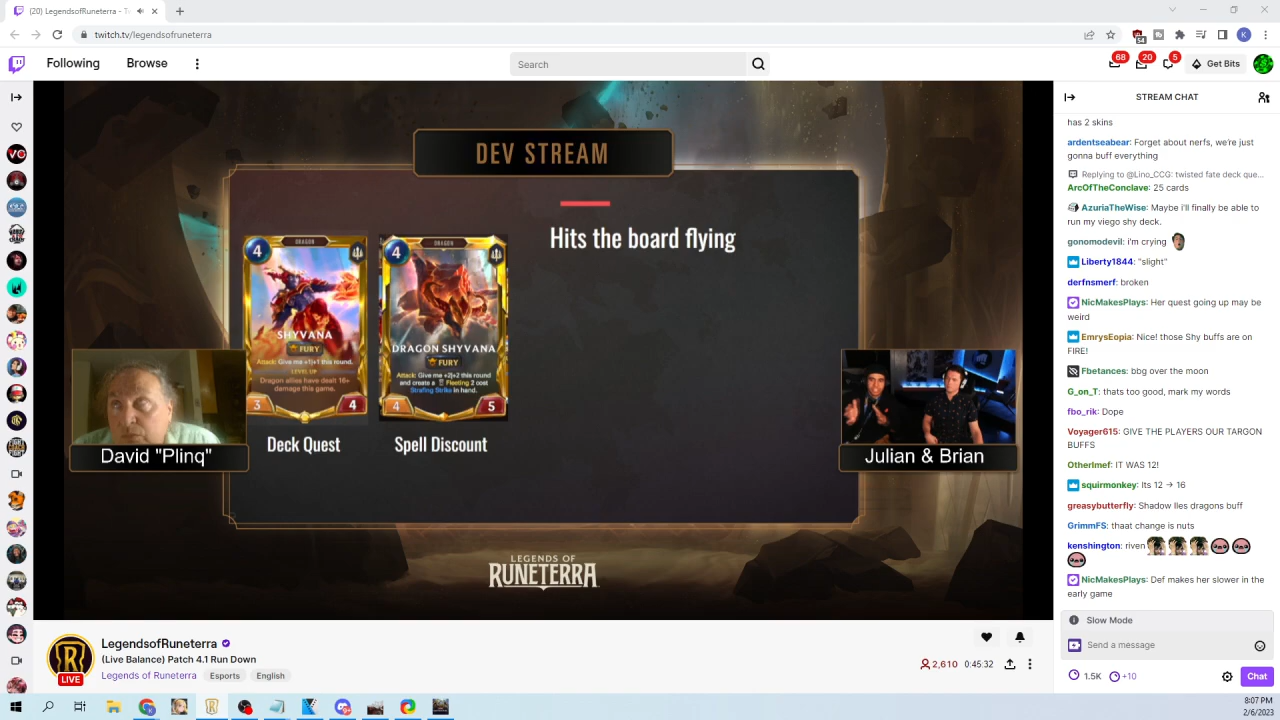 (20) LegendsofRuneterra - T
twitch.tv/legendsofruneterra
54
K
Following
Browse
Search
68
20
5
Get Bits
DEV STREAM
Hits the board flying
4
DRAGON
SHYVANA
FURY
Attack: Give me +1|+1 this round.
LEVEL UP
Dragon allies have dealt 16+
damage this game.
3
4
Deck Quest
4
DRAGON
DRAGON SHYVANA
FURY
Attack: Give me +2|+2 this round
and create a Fleeting 2 cost
Strafing Strike in hand.
4
5
Spell Discount
David "Plinq"
Julian & Brian
LEGENDS OF
RUNETERRA
LIVE
LegendsofRuneterra
(Live Balance) Patch 4.1 Run Down
Legends of Runeterra
Esports
English
2,610
0:45:32
STREAM CHAT
has 2 skins
ardentseabear: Forget about nerfs, we're just
gonna buff everything
Replying to @Lino_CCG: twisted fate deck que...
ArcOfTheConclave: 25 cards
AzuriaTheWise: Maybe i'll finally be able to
run my viego shy deck.
gonomodevil: i'm crying
Liberty1844: "slight"
derfnsmerf: broken
NicMakesPlays: Her quest going up may be
weird
EmrysEopia: Nice! those Shy buffs are on
FIRE!
Fbetances: bbg over the moon
G_on_T: thats too good, mark my words
fbo_rik: Dope
Voyager615: GIVE THE PLAYERS OUR TARGON
BUFFS
OtherImef: IT WAS 12!
squirmonkey: Its 12 -> 16
greasybutterfly: Shadow Iles dragons buff
GrimmFS: thaat change is nuts
kenshington: riven
NicMakesPlays: Def makes her slower in the
early game
Slow Mode
Send a message
1.5K
+10
Chat
8:07 PM
2/6/2023